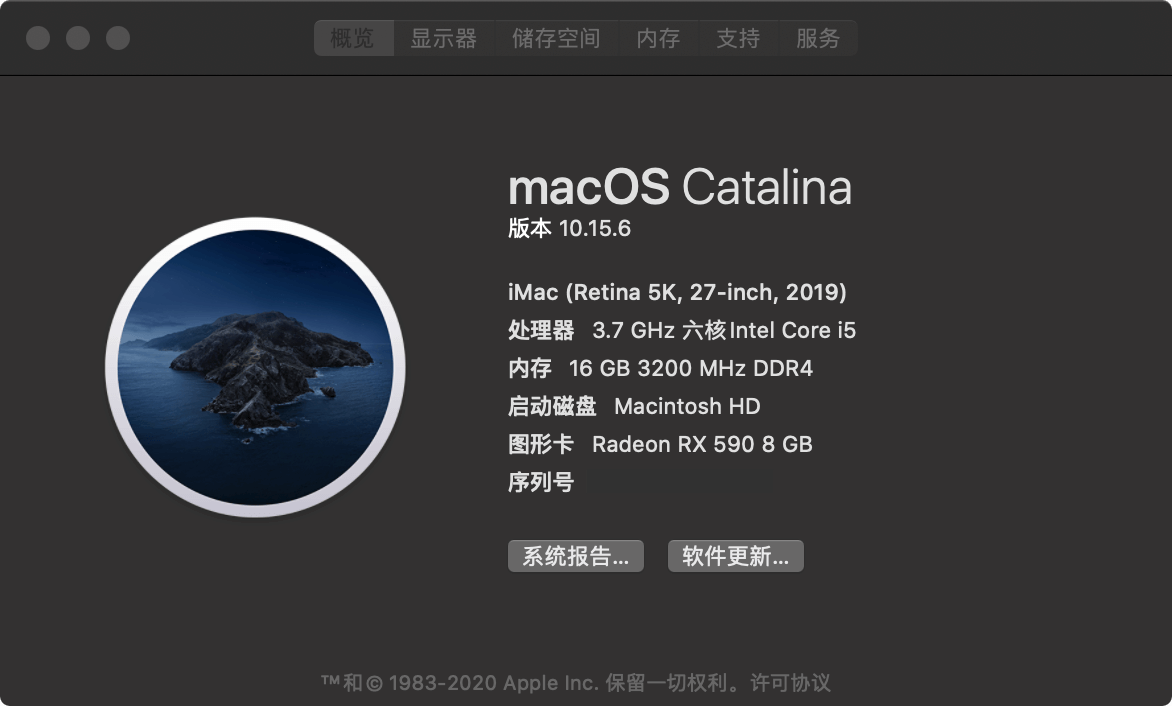 概览 显示器 储存空间 内存 支持 服务
macOS Catalina
版本 10.15.6
iMac (Retina 5K, 27-inch, 2019)
处理器 3.7 GHz 六核Intel Core i5
内存 16 GB 3200 MHz DDR4
启动磁盘 Macintosh HD
图形卡 Radeon RX 590 8 GB
序列号
系统报告... 软件更新...
™和© 1983-2020 Apple Inc. 保留一切权利。许可协议